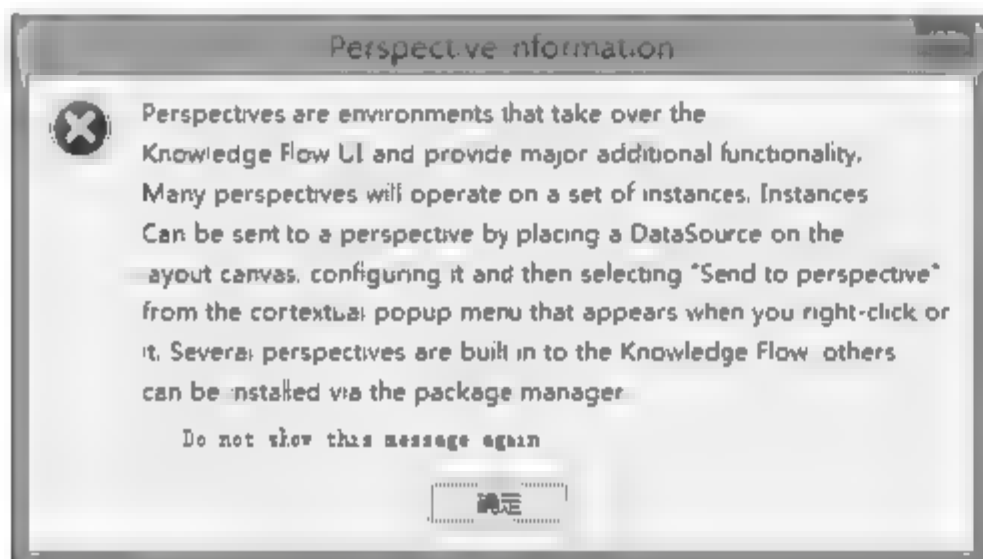 Perspective information
Perspectives are environments that take over the
Knowledge Flow UI and provide major additional functionality.
Many perspectives will operate on a set of instances. Instances
Can be sent to a perspective by placing a DataSource on the
layout canvas, configuring it and then selecting "Send to perspective"
from the contextual popup menu that appears when you right-click on
it. Several perspectives are built in to the Knowledge Flow others
can be installed via the package manager
Do not show this message again